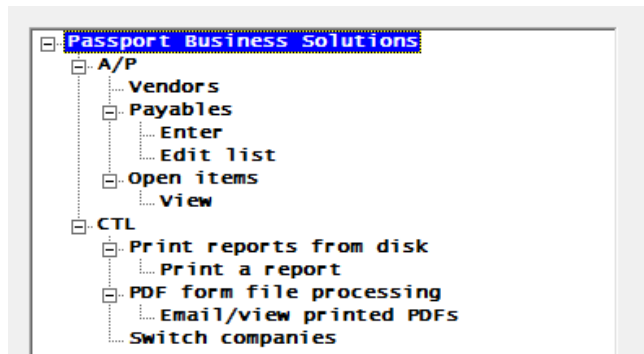 Passport Business Solutions
A/P
Vendors
Payables
Enter
Edit list
Open items
View
CTL
Print reports from disk
Print a report
PDF form file processing
Email/view printed PDFs
Switch companies